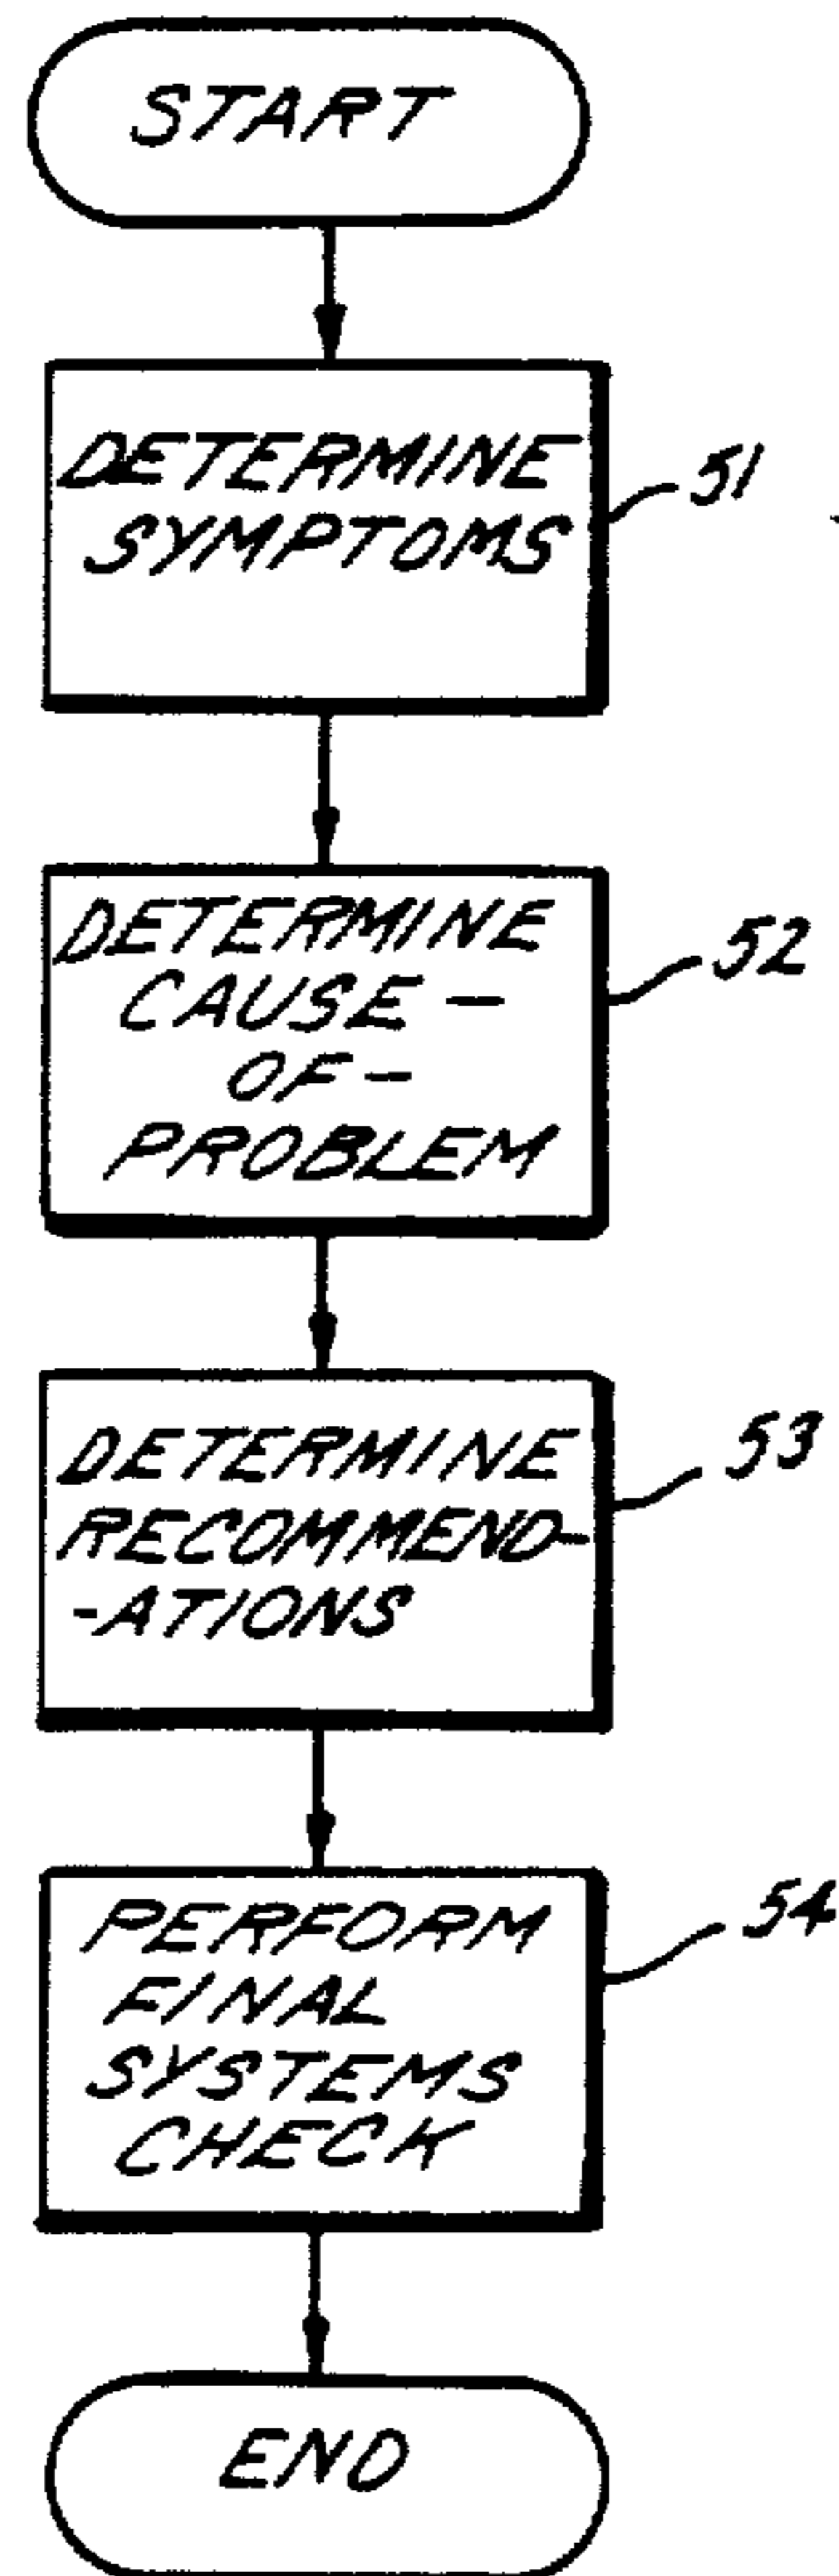 START
DETERMINE
SYMPTOMS
51
DETERMINE
CAUSE-
OF-
PROBLEM
52
DETERMINE
RECOMMEND-
-ATIONS
53
PERFORM
FINAL
SYSTEMS
CHECK
54
END